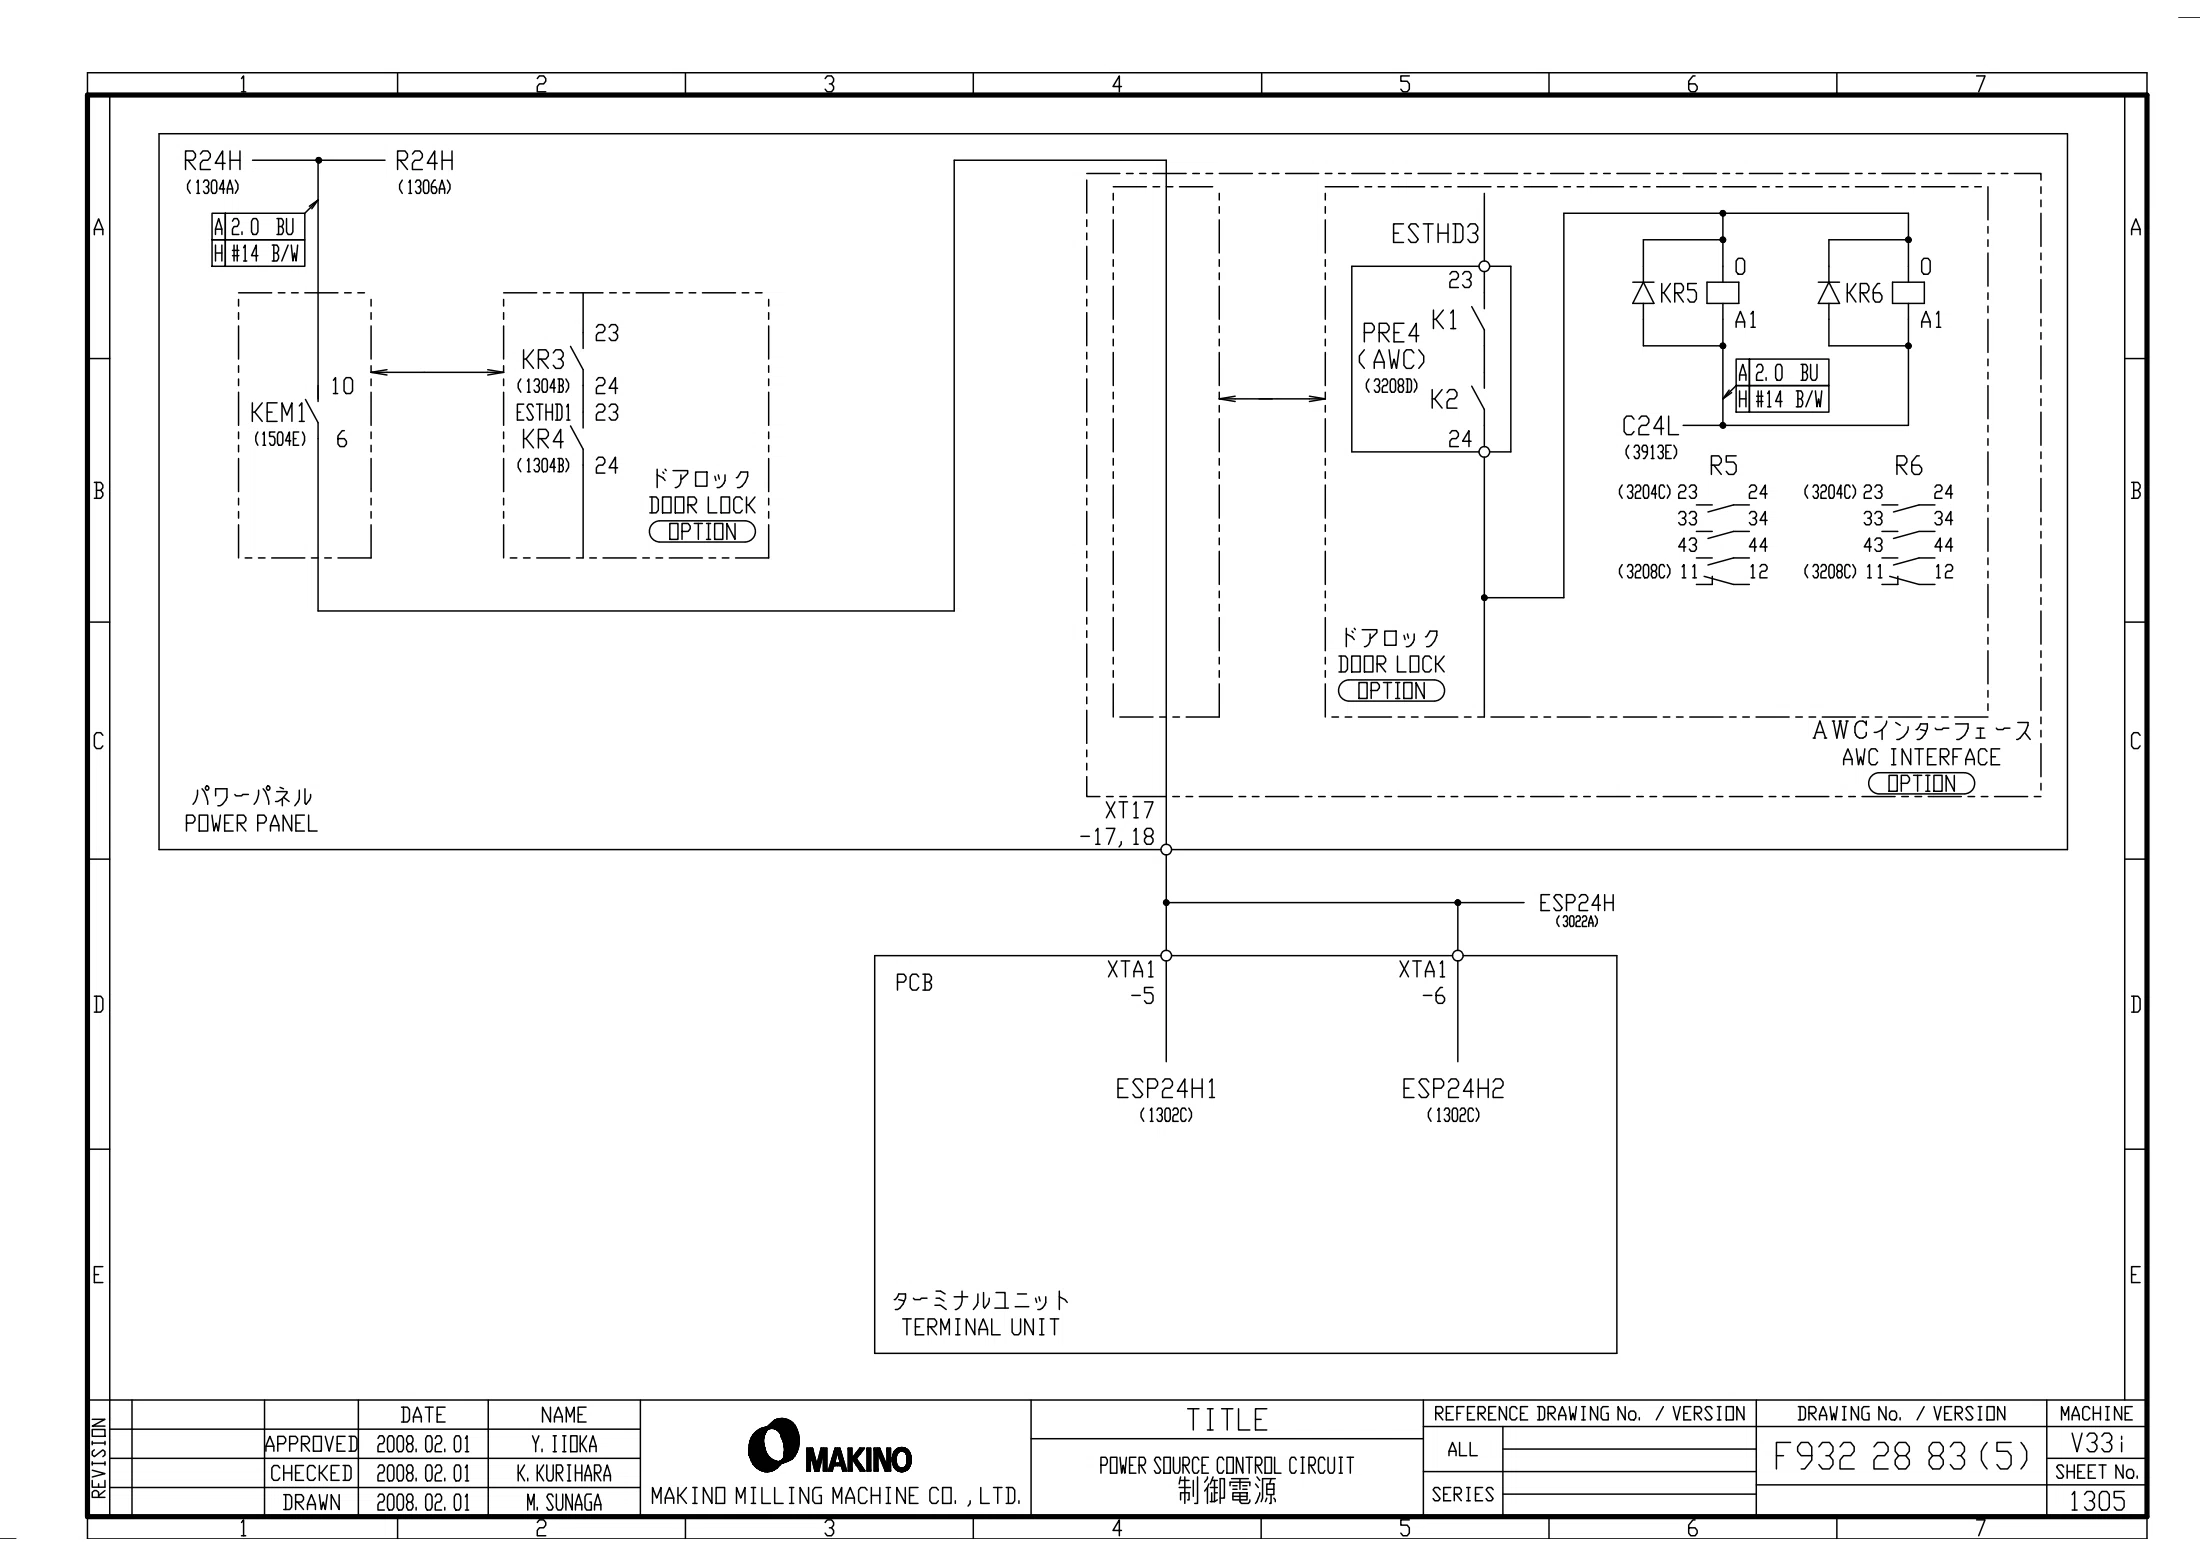 1 2 3 4 5 6 7
A
B
C
D
E
R24H
(1304A)
R24H
(1306A)
A 2.0 BU
H #14 B/W
10
KEM1
(1504E)
6
23
KR3
(1304B)
24
ESTHD1
23
KR4
(1304B)
24
ドアロック
DOOR LOCK
OPTION
パワーパネル
POWER PANEL
ESTHD3
23
K1
PRE4
(AWC)
(3208D)
K2
24
ドアロック
DOOR LOCK
OPTION
0
KR5
A1
0
KR6
A1
A 2.0 BU
H #14 B/W
C24L
(3913E)
R5
(3204C) 23 24
33 34
43 44
(3208C) 11 12
R6
(3204C) 23 24
33 34
43 44
(3208C) 11 12
AWCインターフェース
AWC INTERFACE
OPTION
XT17
-17,18
ESP24H
(3022A)
PCB
XTA1
-5
XTA1
-6
ESP24H1
(1302C)
ESP24H2
(1302C)
ターミナルユニット
TERMINAL UNIT
A
B
C
D
E
REVISION
DATE NAME
APPROVED 2008.02.01 Y. IIOKA
CHECKED 2008.02.01 K. KURIHARA
DRAWN 2008.02.01 M. SUNAGA
MAKINO
MAKINO MILLING MACHINE CO.,LTD.
TITLE
POWER SOURCE CONTROL CIRCUIT
制御電源
REFERENCE DRAWING No. / VERSION
ALL
SERIES
DRAWING No. / VERSION
F932 28 83(5)
MACHINE
V33i
SHEET No.
1305
1 2 3 4 5 6 7